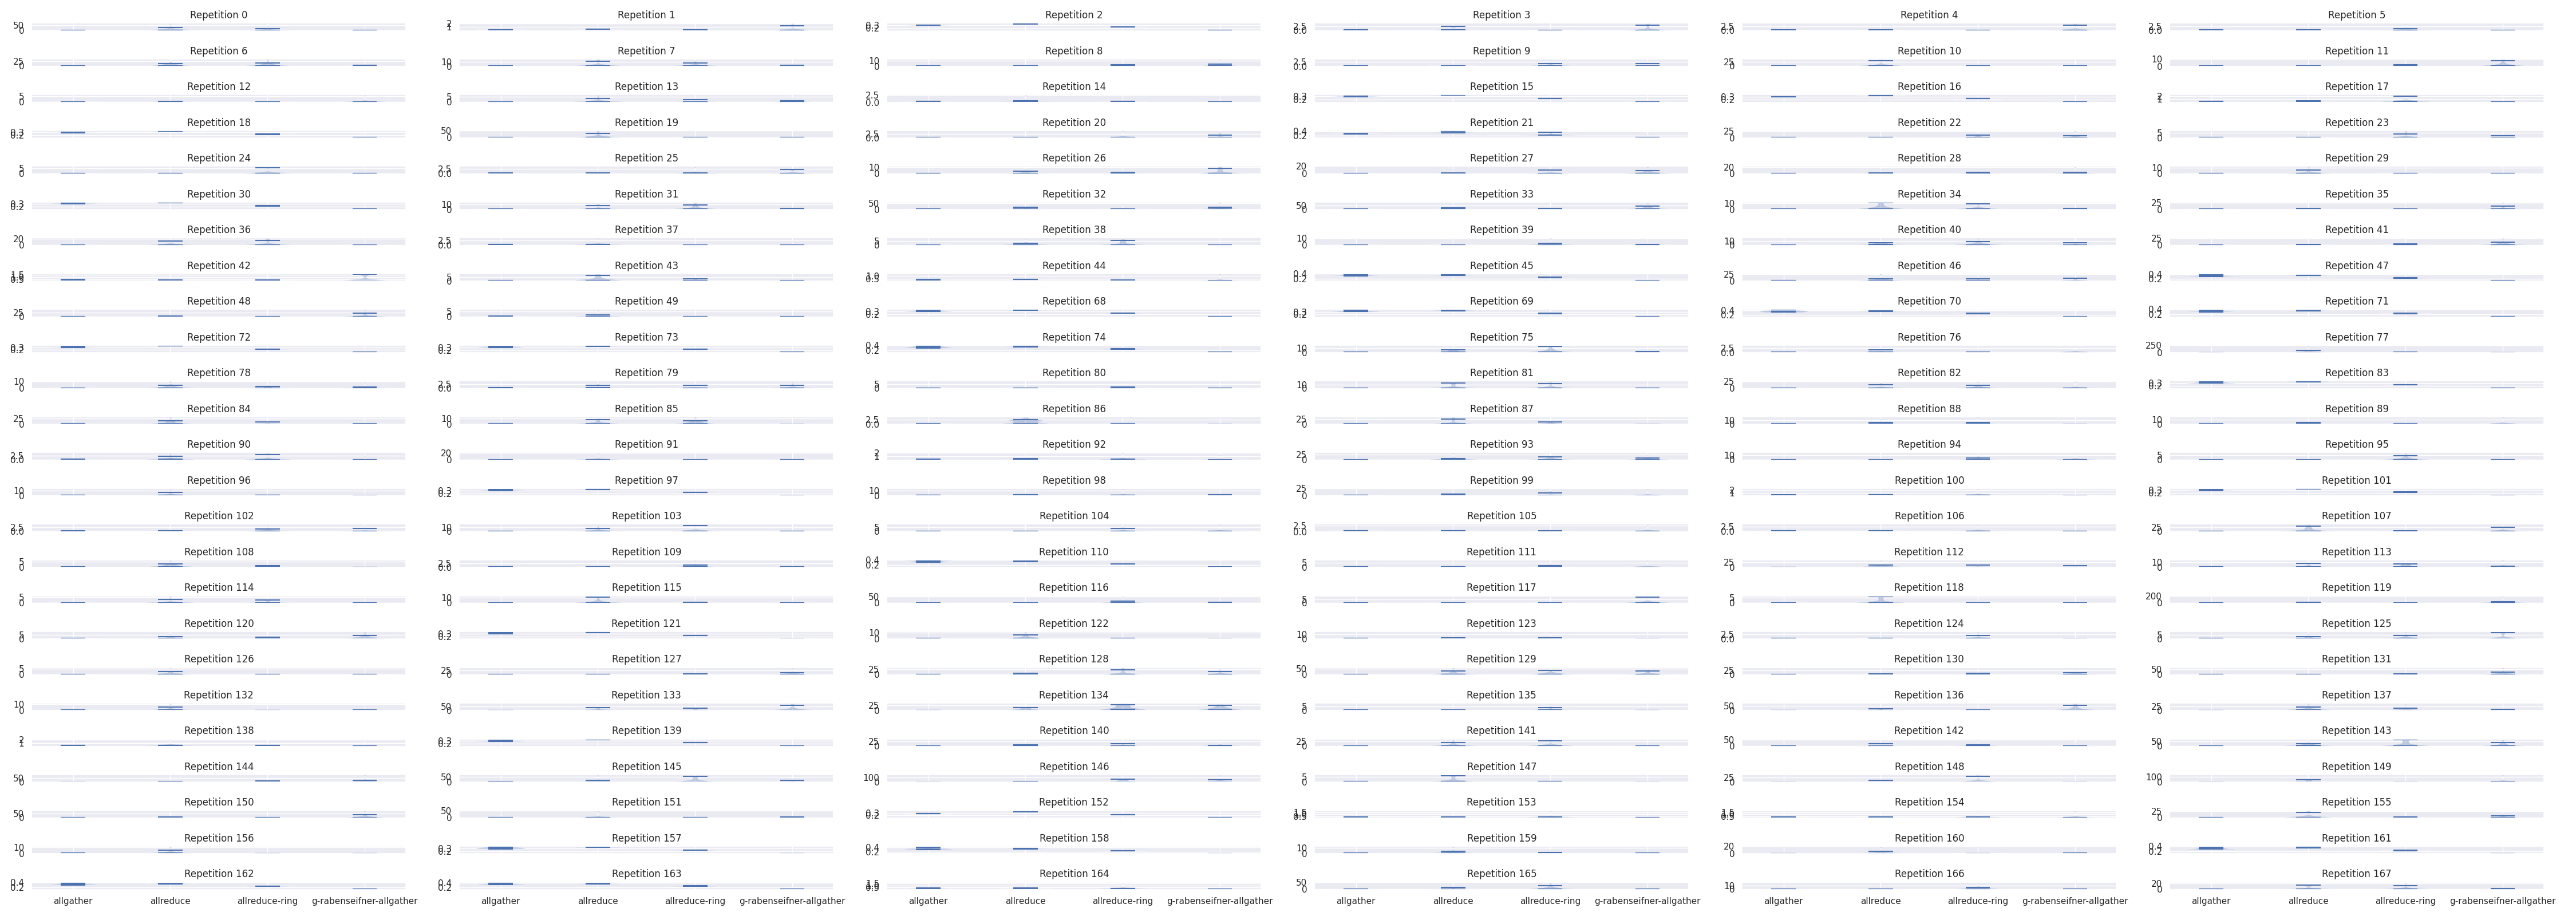 Repetition 0 Repetition 1 Repetition 2 Repetition 3 Repetition 4 Repetition 5
50 2 0.3 2.5 2.5 2.5
0 1 0.2 0.0 0.0 0.0
Repetition 6 Repetition 7 Repetition 8 Repetition 9 Repetition 10 Repetition 11
25 10 10 2.5 25 10
0 0 0 0.0 0 0
Repetition 12 Repetition 13 Repetition 14 Repetition 15 Repetition 16 Repetition 17
5 5 2.5 0.3 0.3 2
0 0 0.0 0.2 0.2 1
Repetition 18 Repetition 19 Repetition 20 Repetition 21 Repetition 22 Repetition 23
0.3 50 2.5 0.4 25 5
0.2 0 0.0 0.2 0 0
Repetition 24 Repetition 25 Repetition 26 Repetition 27 Repetition 28 Repetition 29
5 2.5 10 20 20 10
0 0.0 0 0 0 0
Repetition 30 Repetition 31 Repetition 32 Repetition 33 Repetition 34 Repetition 35
0.3 10 50 50 10 25
0.2 0 0 0 0 0
Repetition 36 Repetition 37 Repetition 38 Repetition 39 Repetition 40 Repetition 41
20 2.5 5 10 10 25
0 0.0 0 0 0 0
Repetition 42 Repetition 43 Repetition 44 Repetition 45 Repetition 46 Repetition 47
1.5 5 1.0 0.4 25 0.4
0.5 0 0.5 0.2 0 0.2
Repetition 48 Repetition 49 Repetition 68 Repetition 69 Repetition 70 Repetition 71
25 5 0.3 0.3 0.4 0.4
0 0 0.2 0.2 0.2 0.2
Repetition 72 Repetition 73 Repetition 74 Repetition 75 Repetition 76 Repetition 77
0.3 0.3 0.4 10 2.5 250
0.2 0.2 0.2 0 0.0 0
Repetition 78 Repetition 79 Repetition 80 Repetition 81 Repetition 82 Repetition 83
10 2.5 5 10 25 0.3
0 0.0 0 0 0 0.2
Repetition 84 Repetition 85 Repetition 86 Repetition 87 Repetition 88 Repetition 89
25 10 2.5 25 10 10
0 0 0.0 0 0 0
Repetition 90 Repetition 91 Repetition 92 Repetition 93 Repetition 94 Repetition 95
2.5 20 2 25 10 5
0.0 0 1 0 0 0
Repetition 96 Repetition 97 Repetition 98 Repetition 99 Repetition 100 Repetition 101
10 0.3 10 25 2 0.3
0 0.2 0 0 1 0.2
Repetition 102 Repetition 103 Repetition 104 Repetition 105 Repetition 106 Repetition 107
2.5 10 5 2.5 2.5 25
0.0 0 0 0.0 0.0 0
Repetition 108 Repetition 109 Repetition 110 Repetition 111 Repetition 112 Repetition 113
5 2.5 0.4 5 25 10
0 0.0 0.2 0 0 0
Repetition 114 Repetition 115 Repetition 116 Repetition 117 Repetition 118 Repetition 119
5 10 50 5 5 200
0 0 0 0 0 0
Repetition 120 Repetition 121 Repetition 122 Repetition 123 Repetition 124 Repetition 125
5 0.3 10 10 2.5 5
0 0.2 0 0 0.0 0
Repetition 126 Repetition 127 Repetition 128 Repetition 129 Repetition 130 Repetition 131
5 25 25 50 25 50
0 0 0 0 0 0
Repetition 132 Repetition 133 Repetition 134 Repetition 135 Repetition 136 Repetition 137
10 50 25 5 50 25
0 0 0 0 0 0
Repetition 138 Repetition 139 Repetition 140 Repetition 141 Repetition 142 Repetition 143
2 0.3 25 25 50 50
1 0.2 0 0 0 0
Repetition 144 Repetition 145 Repetition 146 Repetition 147 Repetition 148 Repetition 149
50 50 100 5 25 100
0 0 0 0 0 0
Repetition 150 Repetition 151 Repetition 152 Repetition 153 Repetition 154 Repetition 155
50 50 0.3 1.5 1.5 25
0 0 0.2 0.5 0.5 0
Repetition 156 Repetition 157 Repetition 158 Repetition 159 Repetition 160 Repetition 161
10 0.3 0.4 10 20 0.4
0 0.2 0.2 0 0 0.2
Repetition 162 Repetition 163 Repetition 164 Repetition 165 Repetition 166 Repetition 167
0.4 0.4 1.5 50 10 20
0.2 0.2 0.5 0 0 0
allgather allreduce allreduce-ring g-rabenseifner-allgather allgather allreduce allreduce-ring g-rabenseifner-allgather allgather allreduce allreduce-ring g-rabenseifner-allgather allgather allreduce allreduce-ring g-rabenseifner-allgather allgather allreduce allreduce-ring g-rabenseifner-allgather allgather allreduce allreduce-ring g-rabenseifner-allgather